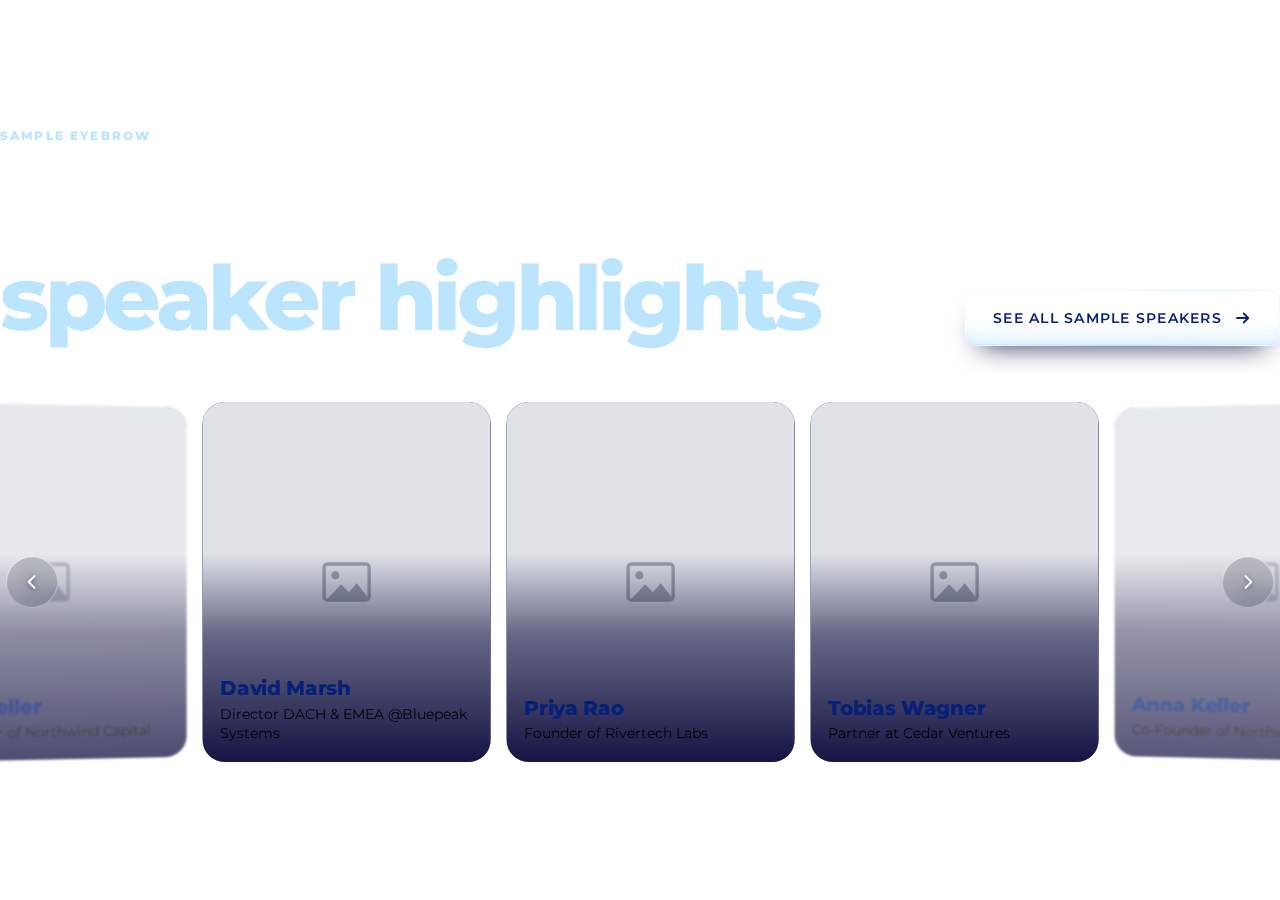 SAMPLE EYEBROW
speaker highlights
SEE ALL SAMPLE SPEAKERS
eller
r of Northwind Capital
David Marsh
Director DACH & EMEA @Bluepeak
Systems
Priya Rao
Founder of Rivertech Labs
Tobias Wagner
Partner at Cedar Ventures
Anna Keller
Co-Founder of Northw